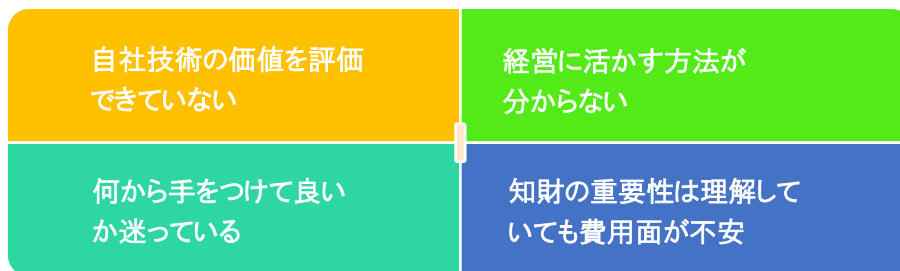 自社技術の価値を評価
できていない
経営に活かす方法が
分からない
何から手をつけて良い
か迷っている
知財の重要性は理解して
いても費用面が不安